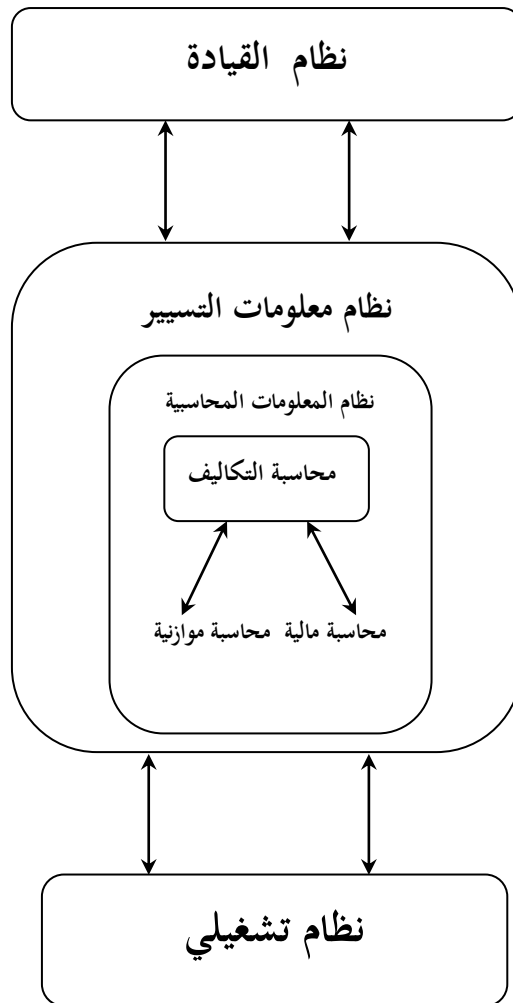 نظام القيادة
نظام معلومات التسيير
نظام المعلومات المحاسبية
محاسبة التكاليف
محاسبة مالية محاسبة موازنية
نظام تشغيلي